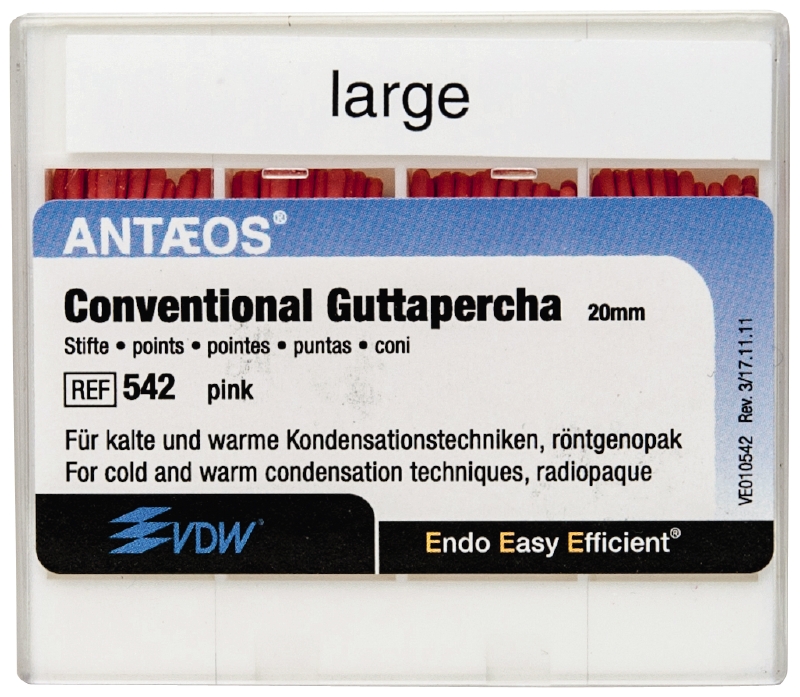 large
ANTÆOS®
Conventional Guttapercha 20mm
Stifte • points • pointes • puntas • coni
REF 542 pink
Für kalte und warme Kondensationstechniken, röntgenopak
For cold and warm condensation techniques, radiopaque
VDW®
Endo Easy Efficient®
VE010542 Rev. 3/17.11.11